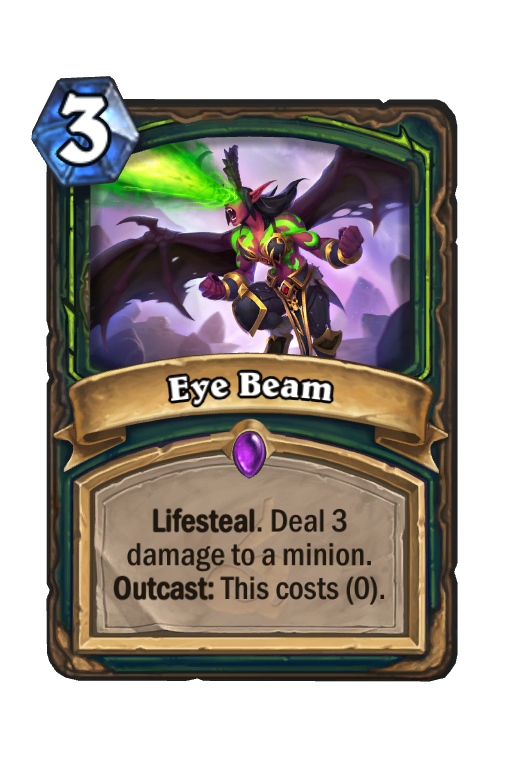 3
Eye Beam
Lifesteal. Deal 3
damage to a minion.
Outcast: This costs (0).